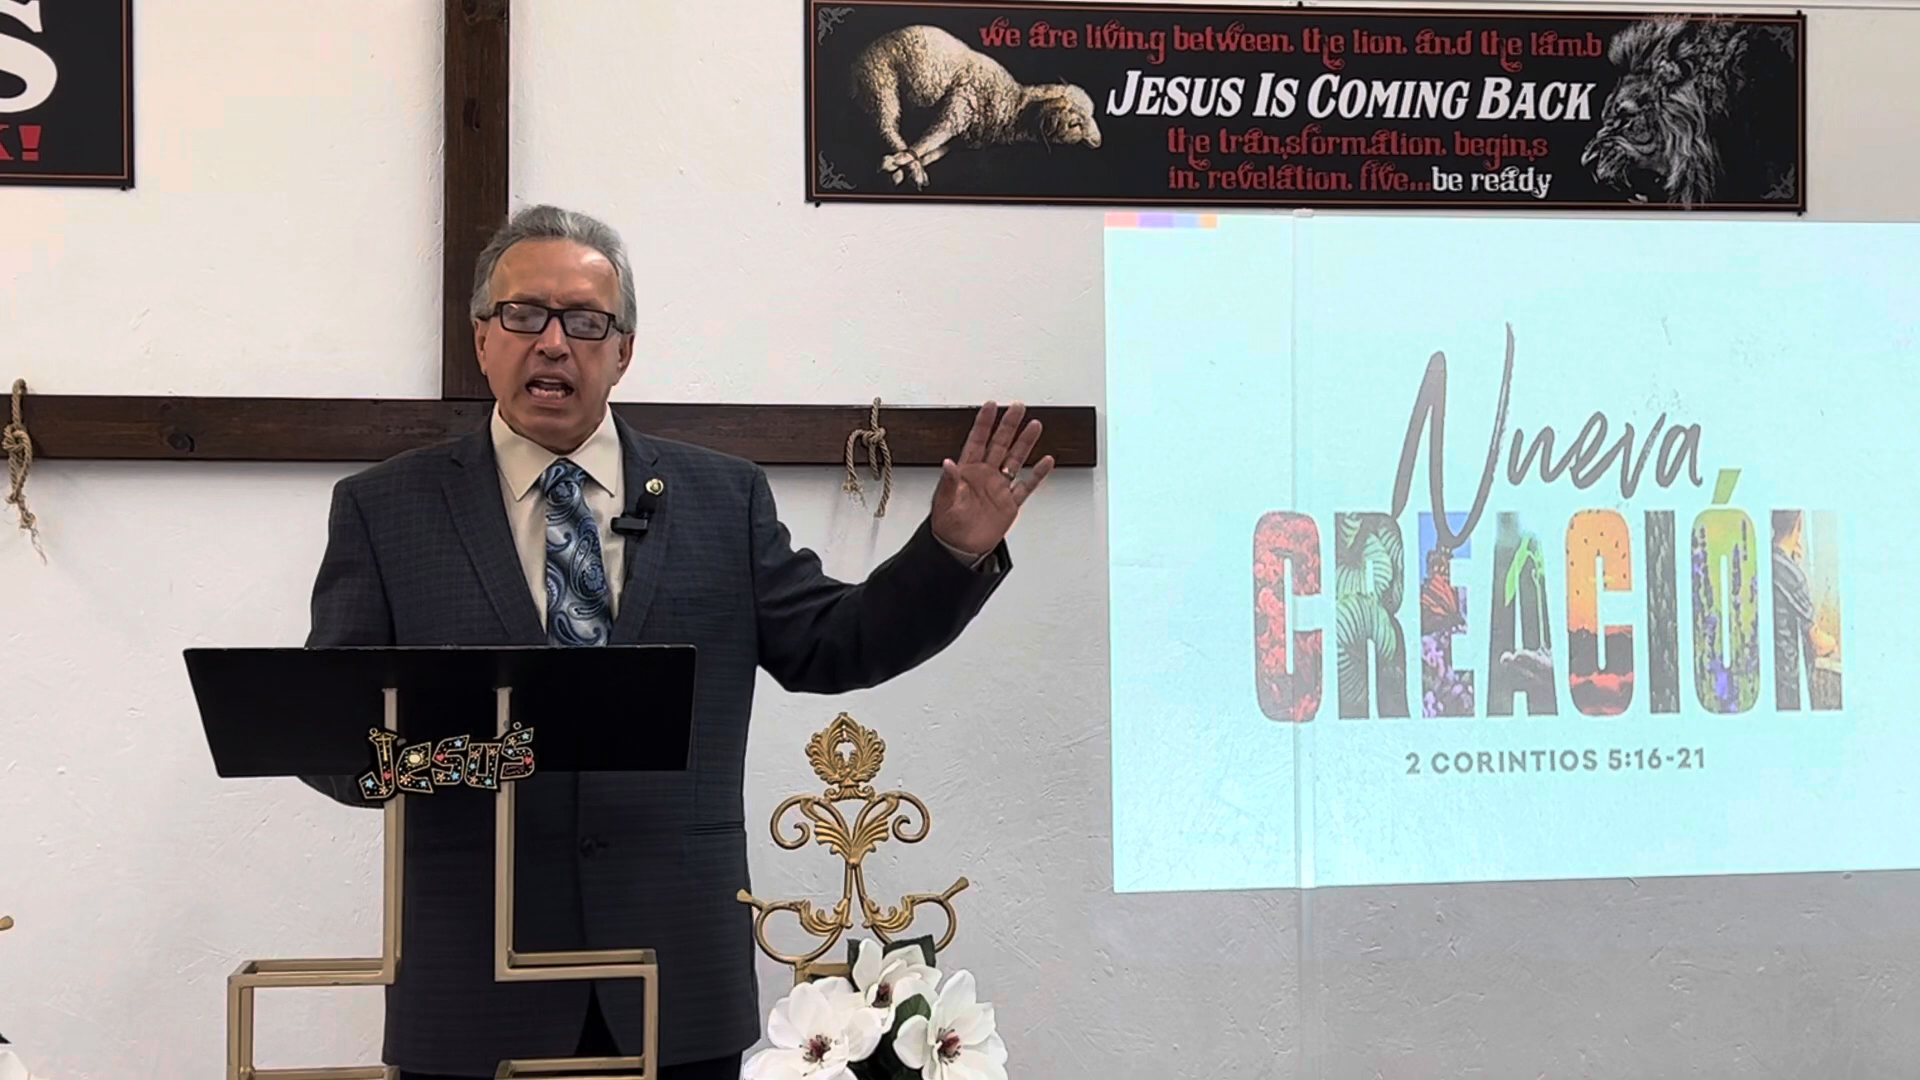 S
K!
we are living between the lion and the lamb
JESUS IS COMING BACK
the transformation begins
in revelation five...be ready
Nueva
CREACIÓN
2 CORINTIOS 5:16-21
Jesus